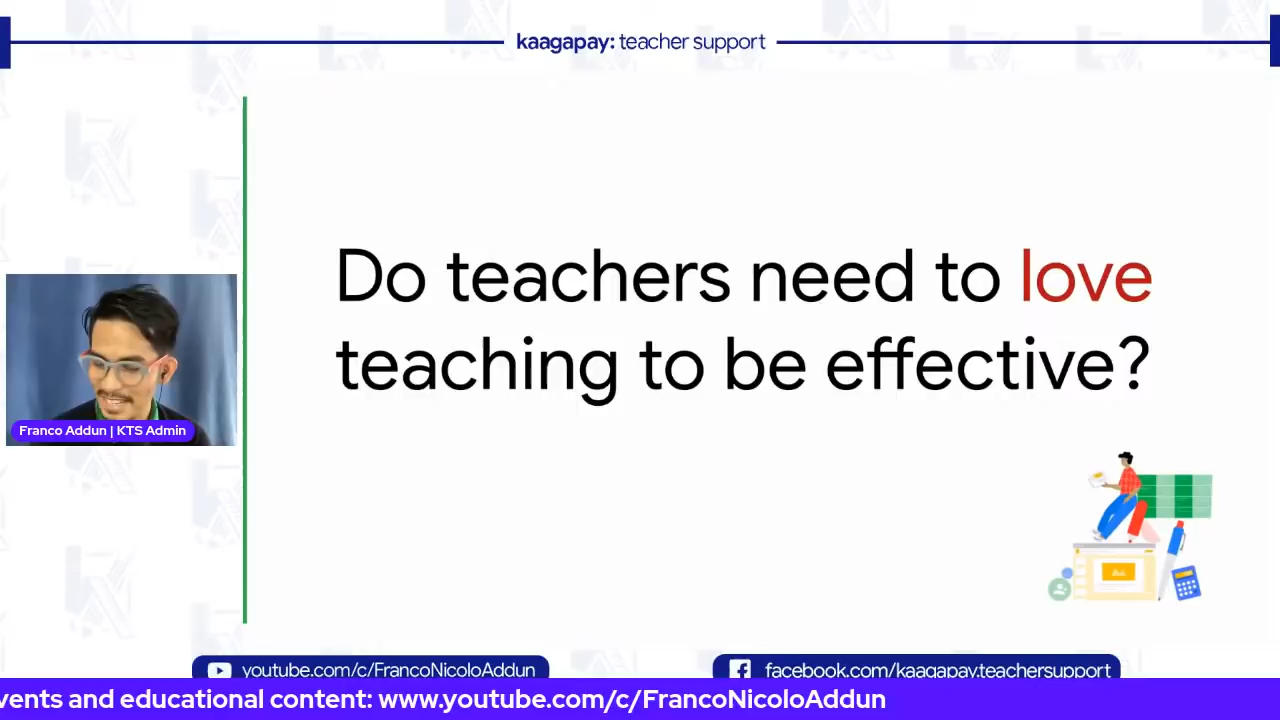 kaagapay: teacher support
Do teachers need to love
teaching to be effective?
Franco Addun | KTS Admin
youtube.com/c/FrancoNicoloAddun
facebook.com/kaagapay.teachersupport
vents and educational content: www.youtube.com/c/FrancoNicoloAddun